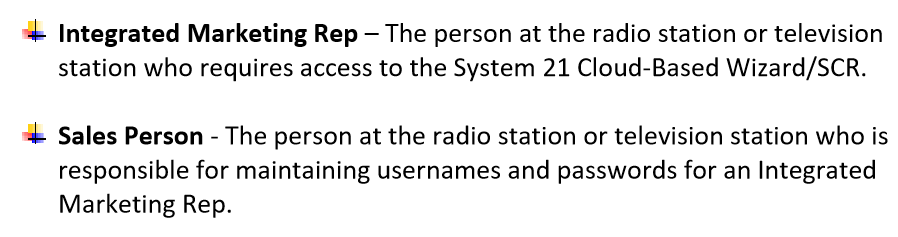 Integrated Marketing Rep – The person at the radio station or television
station who requires access to the System 21 Cloud-Based Wizard/SCR.
Sales Person - The person at the radio station or television station who is
responsible for maintaining usernames and passwords for an Integrated
Marketing Rep.